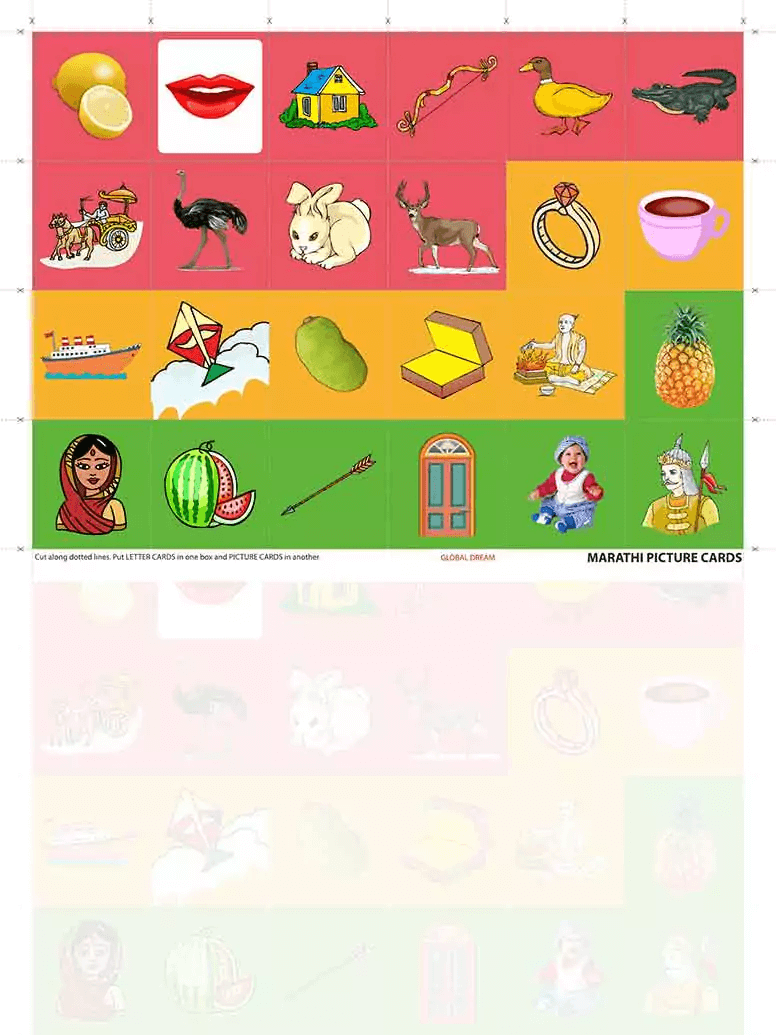 Cut along dotted lines. Put LETTER CARDS in one box and PICTURE CARDS in another
GLOBAL DREAM
MARATHI PICTURE CARDS